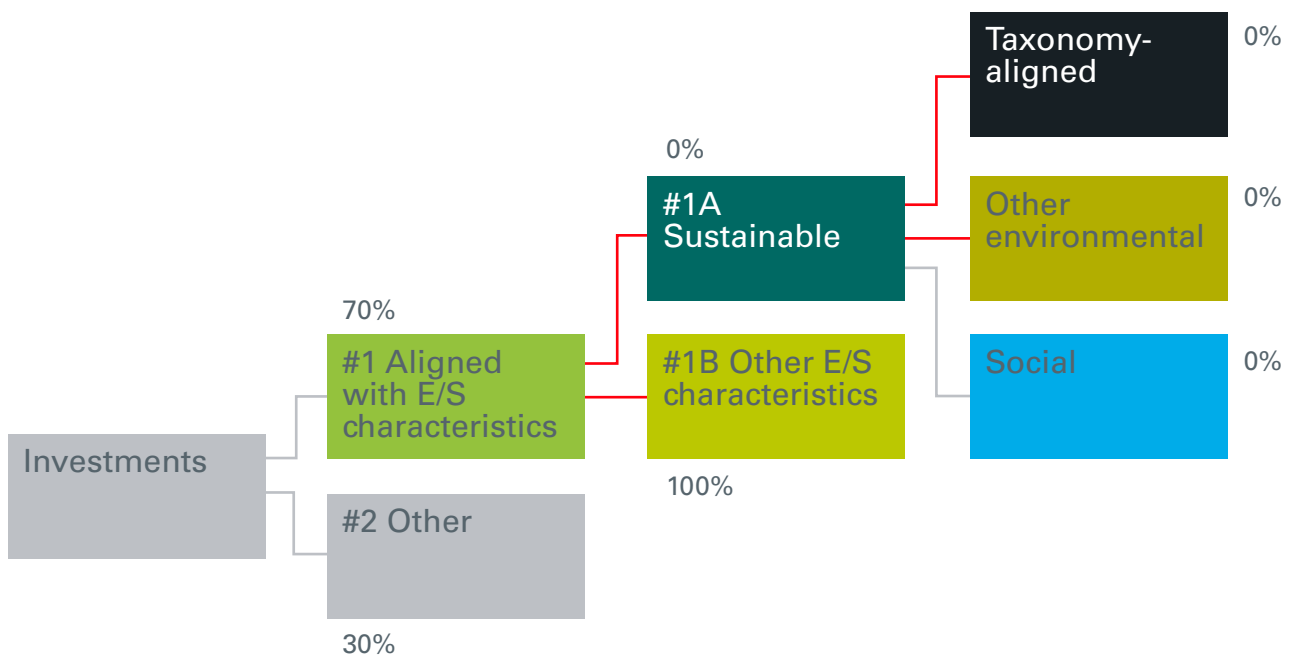 Taxonomy-
aligned
0%
0%
#1A
Sustainable
Other
environmental
0%
70%
#1 Aligned
with E/S
characteristics
#1B Other E/S
characteristics
Social
0%
Investments
100%
#2 Other
30%